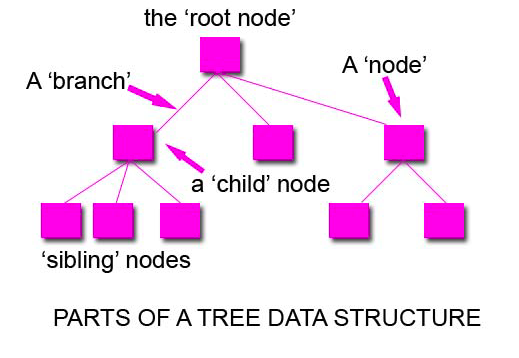 the ‘root node’
A ‘branch’
A ‘node’
a ‘child’ node
‘sibling’ nodes
PARTS OF A TREE DATA STRUCTURE